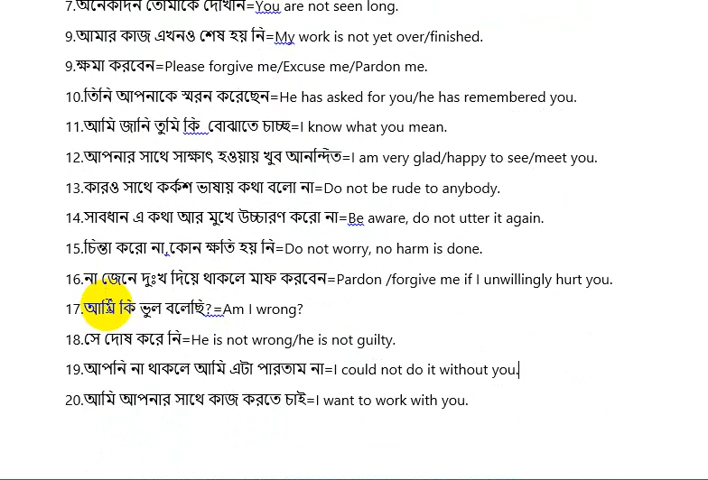 7.অনেকদিন তোমাকে দেখিনি=You are not seen long.
9.আমার কাজ এখনও শেষ হয় নি=My work is not yet over/finished.
9.ক্ষমা করবেন=Please forgive me/Excuse me/Pardon me.
10.তিনি আপনাকে স্মরন করেছেন=He has asked for you/he has remembered you.
11.আমি জানি তুমি কি বোঝাতে চাচ্ছ=I know what you mean.
12.আপনার সাথে সাক্ষাৎ হওয়ায় খুব আনন্দিত=I am very glad/happy to see/meet you.
13.কারও সাথে কর্কশ ভাষায় কথা বলো না=Do not be rude to anybody.
14.সাবধান এ কথা আর মুখে উচ্চারণ করো না=Be aware, do not utter it again.
15.চিন্তা করো না,কোন ক্ষতি হয় নি=Do not worry, no harm is done.
16.না জেনে দুঃখ দিয়ে থাকলে মাফ করবেন=Pardon /forgive me if I unwillingly hurt you.
17.আমি কি ভুল বলেছি?=Am I wrong?
18.সে দোষ করে নি=He is not wrong/he is not guilty.
19.আপনি না থাকলে আমি এটা পারতাম না=I could not do it without you.
20.আমি আপনার সাথে কাজ করতে চাই=I want to work with you.